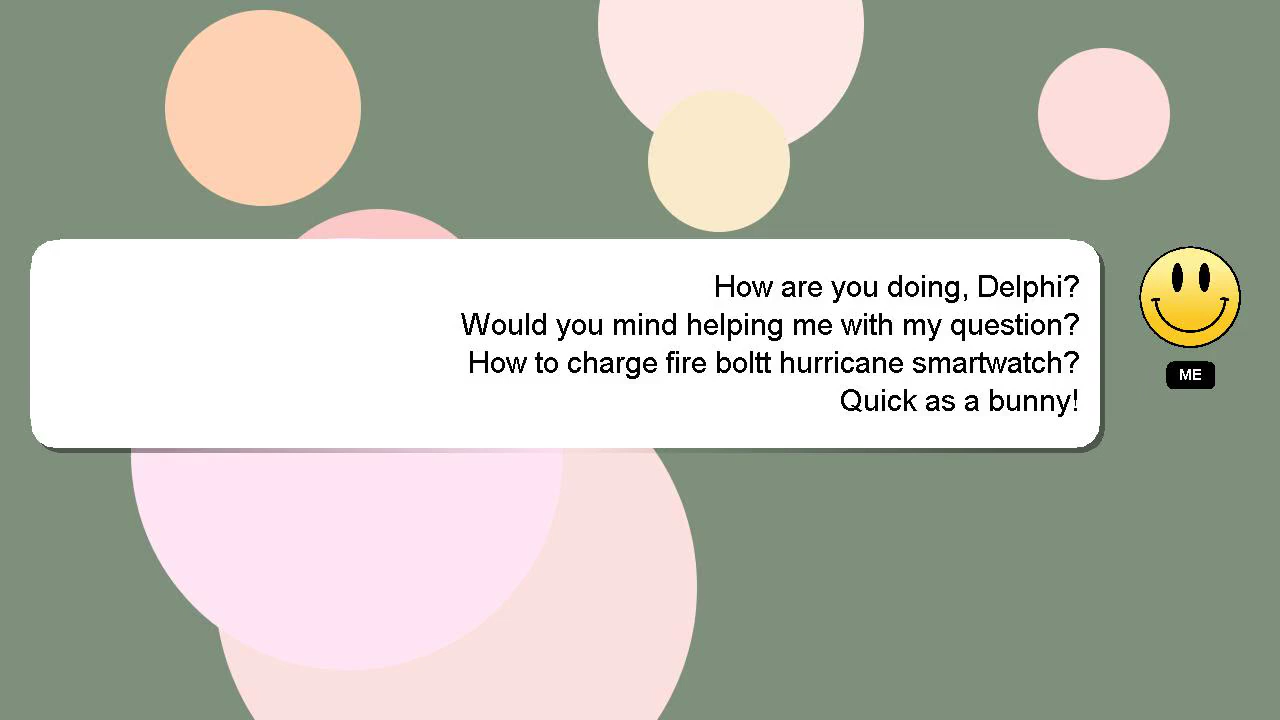 How are you doing, Delphi?
Would you mind helping me with my question?
How to charge fire boltt hurricane smartwatch?
Quick as a bunny!
ME